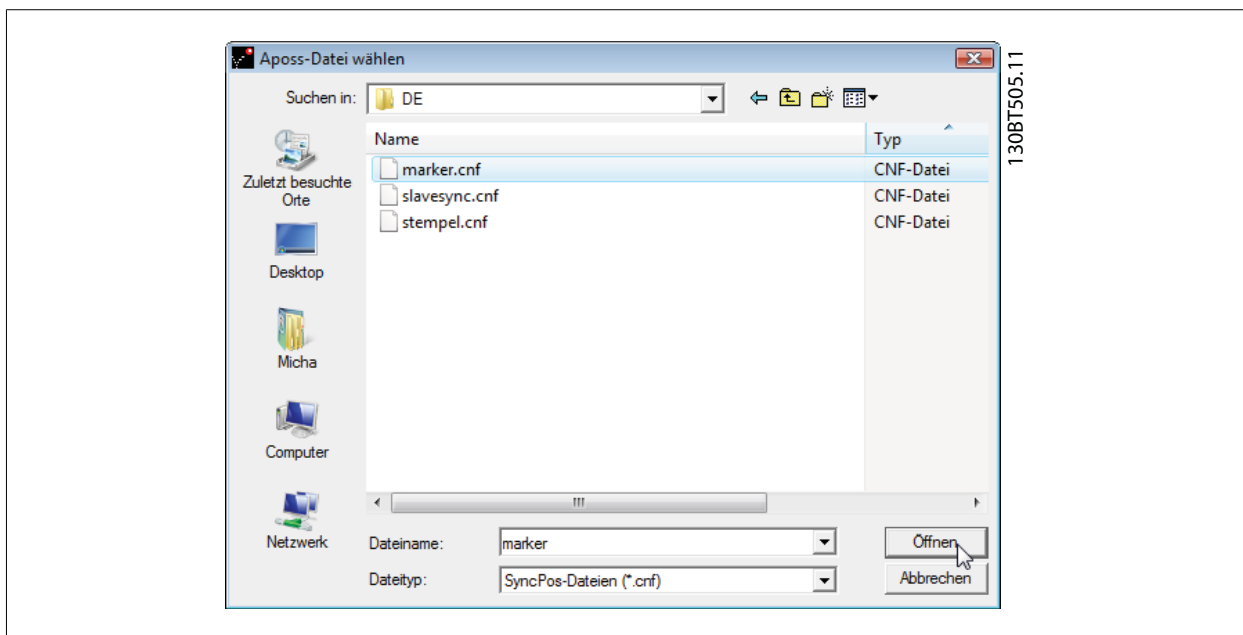 Aposs-Datei wählen
Suchen in: DE
Name Typ
marker.cnf CNF-Datei
slavesync.cnf CNF-Datei
stempel.cnf CNF-Datei
Zuletzt besuchte
Orte
Desktop
Micha
Computer
Netzwerk
Dateiname: marker Öffnen
Dateityp: SyncPos-Dateien (*.cnf) Abbrechen
130BT505.11